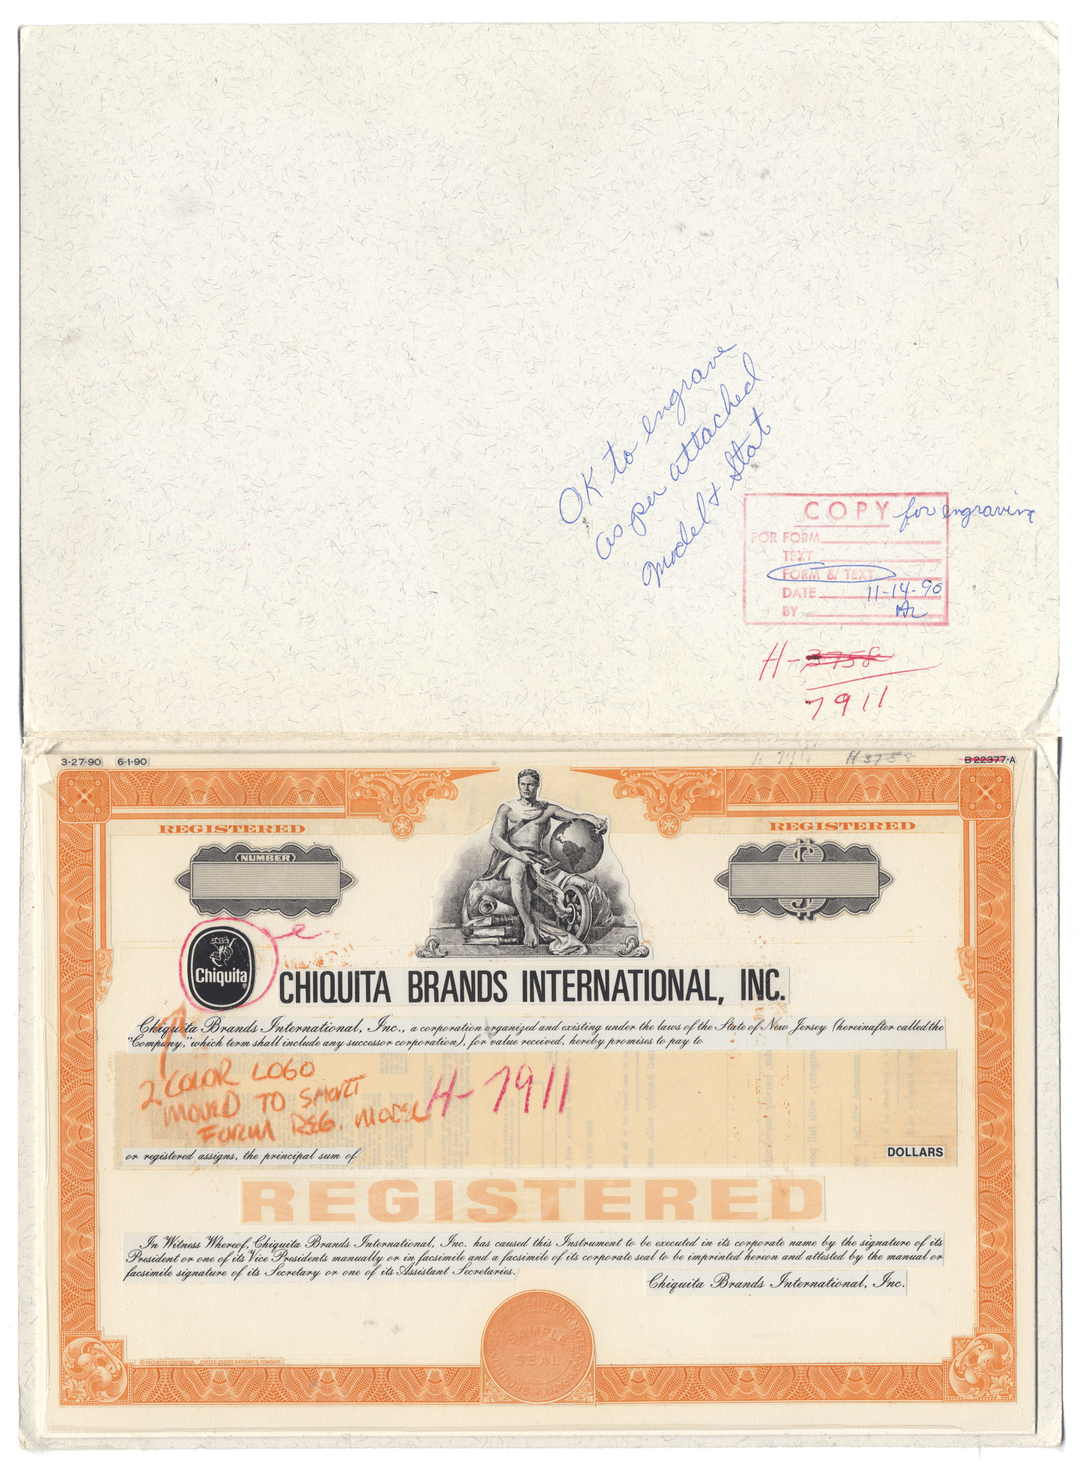 OK to engrave
as per attached
Model & Stat
COPY for engraving
FOR FORM
TEXT
FORM & TEXT
DATE 11-14-90
BY
H-3758
7911
3-27-90 6-1-90
H 3758
B 22377-A
REGISTERED
REGISTERED
NUMBER
$
Chiquita®
CHIQUITA BRANDS INTERNATIONAL, INC.
Chiquita Brands International, Inc., a corporation organized and existing under the laws of the State of New Jersey (hereinafter called the
"Company," which term shall include any successor corporation), for value received, hereby promises to pay to
2 COLOR LOGO
MOVED TO SHORT
FORM REG. MODEL
H-7911
or registered assigns, the principal sum of
DOLLARS
REGISTERED
In Witness Whereof, Chiquita Brands International, Inc. has caused this Instrument to be executed in its corporate name by the signature of its
President or one of its Vice Presidents manually or in facsimile and a facsimile of its corporate seal to be imprinted hereon and attested by the manual or
facsimile signature of its Secretary or one of its Assistant Secretaries.
Chiquita Brands International, Inc.
SAMPLE
SEAL
© SECURITY-COLUMBIAN UNITED STATES BANKNOTE COMPANY